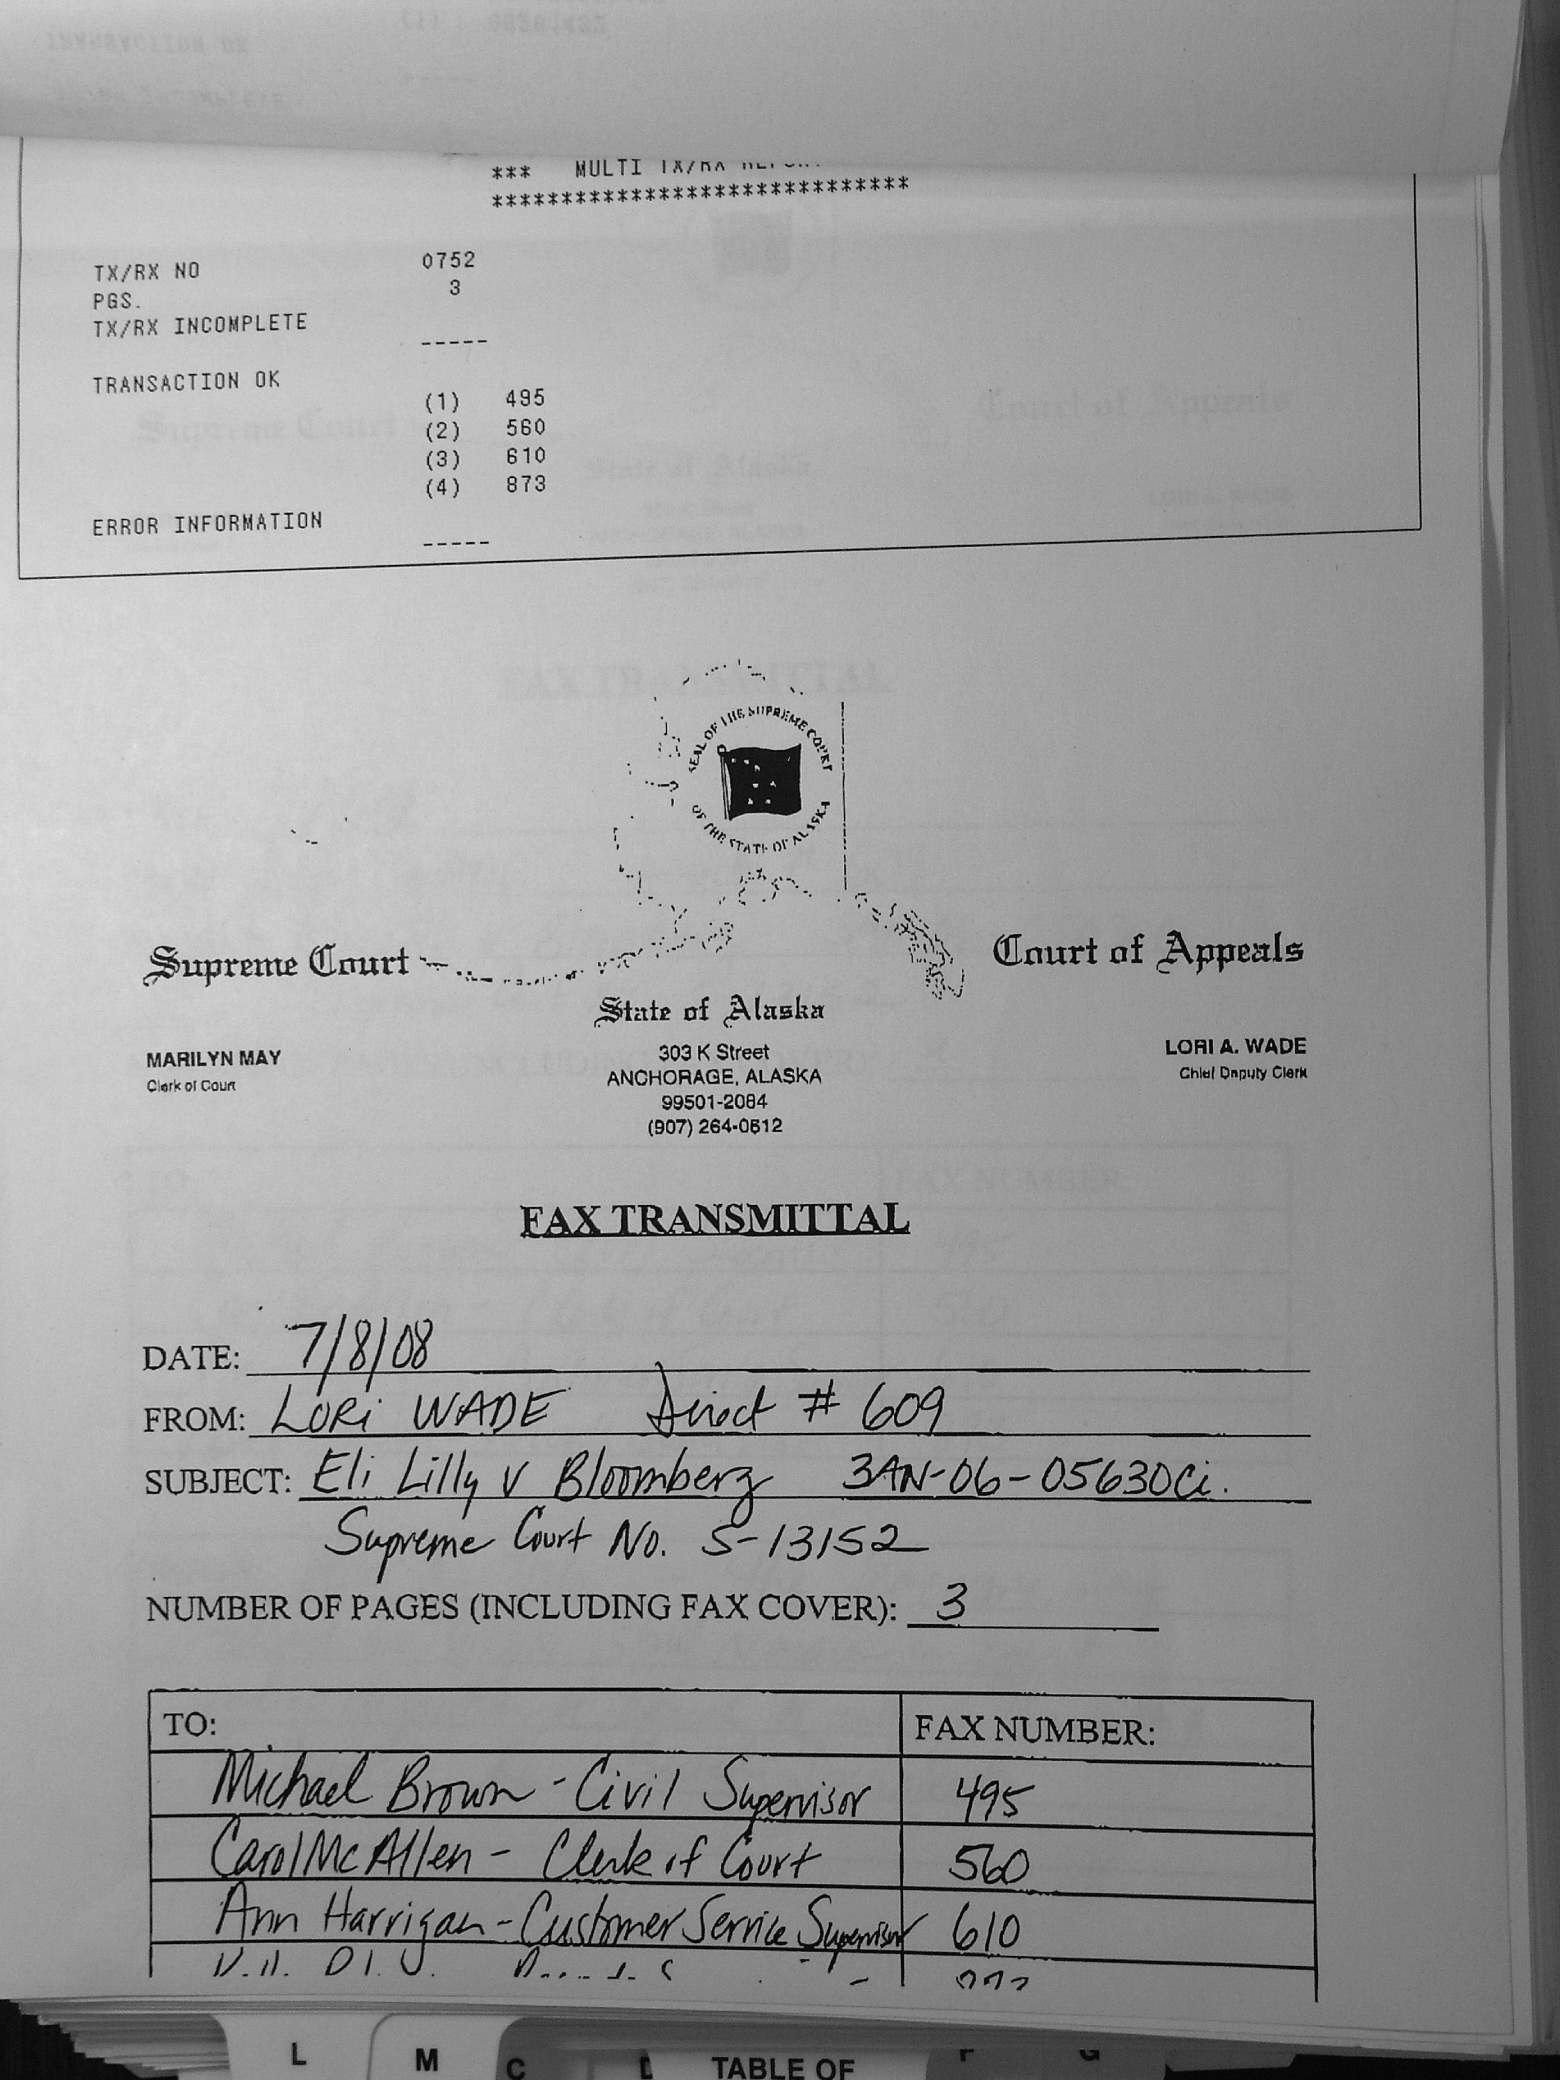 *** MULTI TX/RX
******************************
TX/RX NO 0752
PGS. 3
TX/RX INCOMPLETE -----
TRANSACTION OK
(1) 495
(2) 560
(3) 610
(4) 873
ERROR INFORMATION -----
SEAL OF THE SUPREME COURT
OF THE STATE OF ALASKA
Supreme Court
Court of Appeals
State of Alaska
MARILYN MAY
Clerk of Court
303 K Street
ANCHORAGE, ALASKA
99501-2084
(907) 264-0612
LORI A. WADE
Chief Deputy Clerk
FAX TRANSMITTAL
DATE: 7/8/08
FROM: LORi WADE Direct # 609
SUBJECT: Eli Lilly v Bloomberg 3AN-06-05630Ci.
Supreme Court No. S-13152
NUMBER OF PAGES (INCLUDING FAX COVER): 3
TO: FAX NUMBER:
Michael Brown - Civil Supervisor 495
Carol McAllen - Clerk of Court 560
Ann Harrigan - Customer Service Supervisor 610
L M C TABLE OF F G